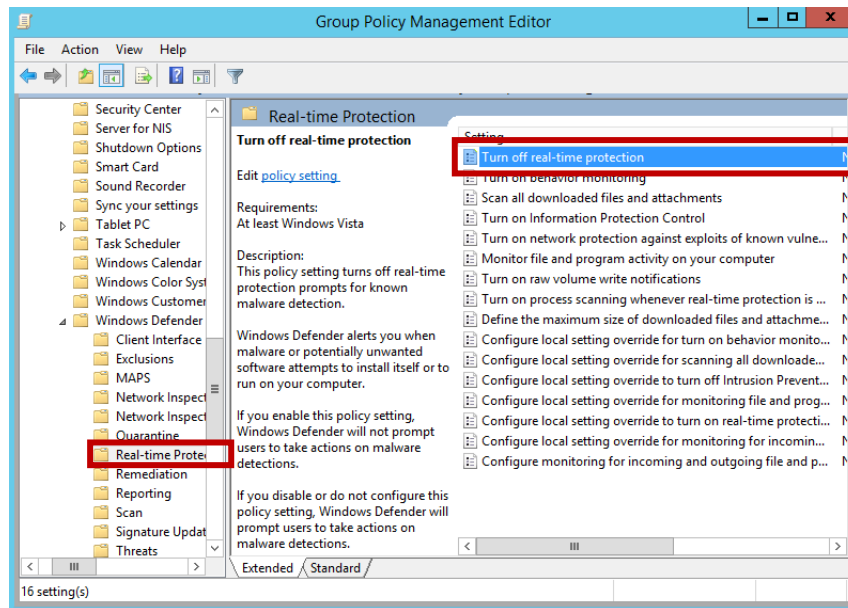 Group Policy Management Editor
File Action View Help
Security Center
Server for NIS
Shutdown Options
Smart Card
Sound Recorder
Sync your settings
Tablet PC
Task Scheduler
Windows Calendar
Windows Color Syst
Windows Customer
Windows Defender
Client Interface
Exclusions
MAPS
Network Inspect
Network Inspect
Quarantine
Real-time Prote
Remediation
Reporting
Scan
Signature Updat
Threats
Real-time Protection
Turn off real-time protection
Edit policy setting
Requirements:
At least Windows Vista
Description:
This policy setting turns off real-time
protection prompts for known
malware detection.
Windows Defender alerts you when
malware or potentially unwanted
software attempts to install itself or to
run on your computer.
If you enable this policy setting,
Windows Defender will not prompt
users to take actions on malware
detections.
If you disable or do not configure this
policy setting, Windows Defender will
prompt users to take actions on
malware detections.
Setting
Turn off real-time protection
Turn on behavior monitoring
Scan all downloaded files and attachments
Turn on Information Protection Control
Turn on network protection against exploits of known vulne...
Monitor file and program activity on your computer
Turn on raw volume write notifications
Turn on process scanning whenever real-time protection is ...
Define the maximum size of downloaded files and attachme...
Configure local setting override for turn on behavior monito...
Configure local setting override for scanning all downloade...
Configure local setting override to turn off Intrusion Prevent...
Configure local setting override for monitoring file and prog...
Configure local setting override to turn on real-time protecti...
Configure local setting override for monitoring for incomin...
Configure monitoring for incoming and outgoing file and p...
Extended Standard
16 setting(s)